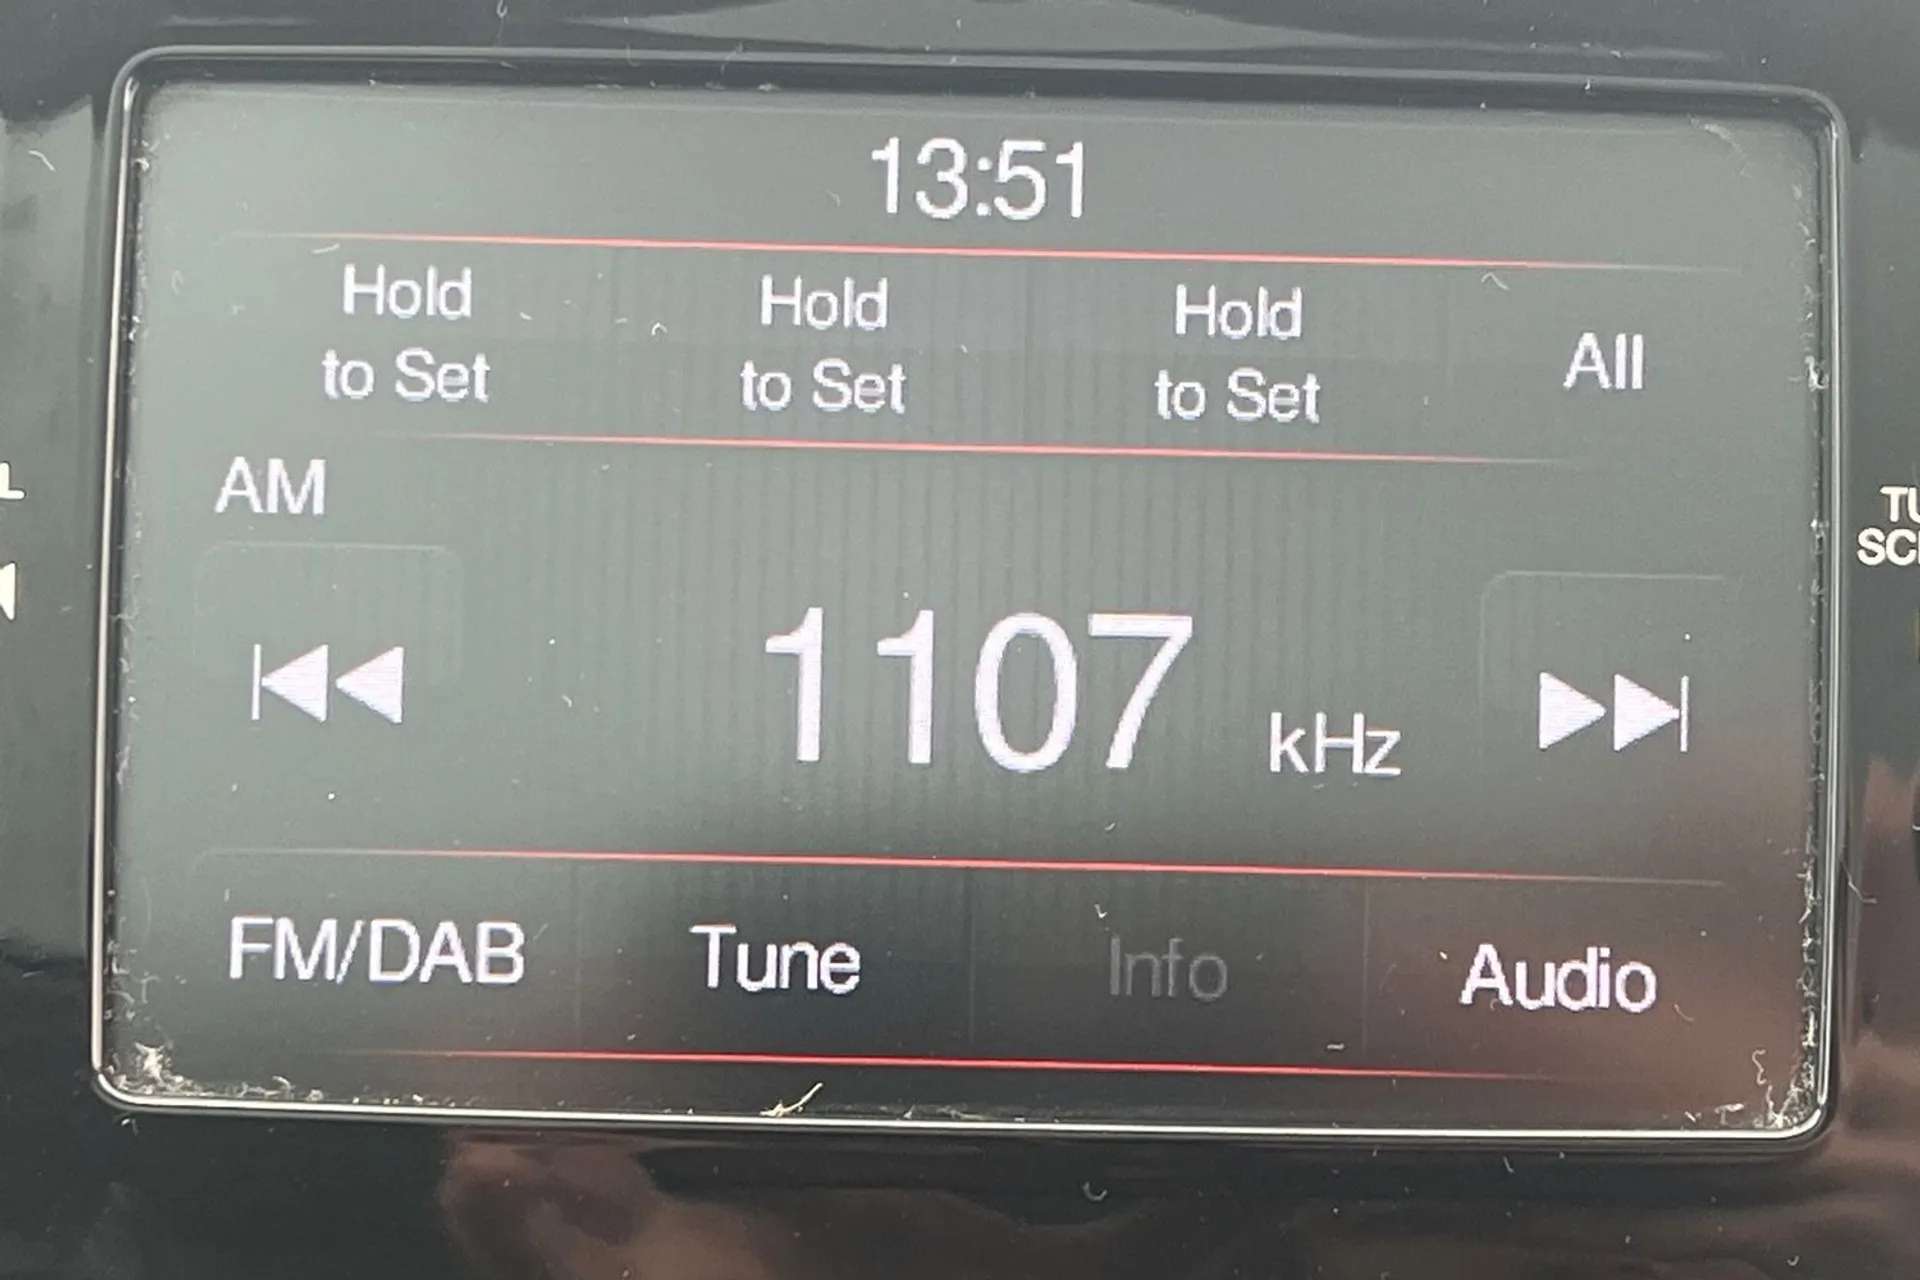 13:51
Hold
to Set
Hold
to Set
Hold
to Set
All
AM
1107 kHz
FM/DAB
Tune
Info
Audio